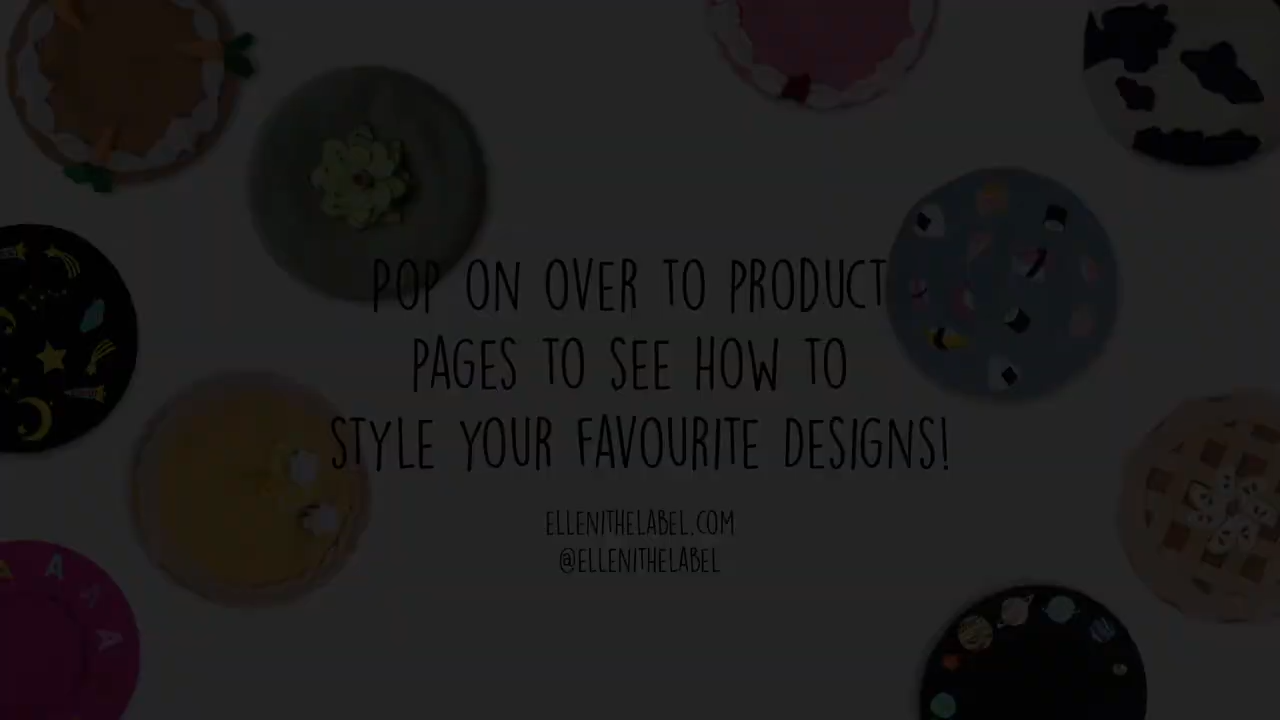 POP ON OVER TO PRODUCT
PAGES TO SEE HOW TO
STYLE YOUR FAVOURITE DESIGNS!
ELLENITHELABEL.COM
@ELLENITHELABEL